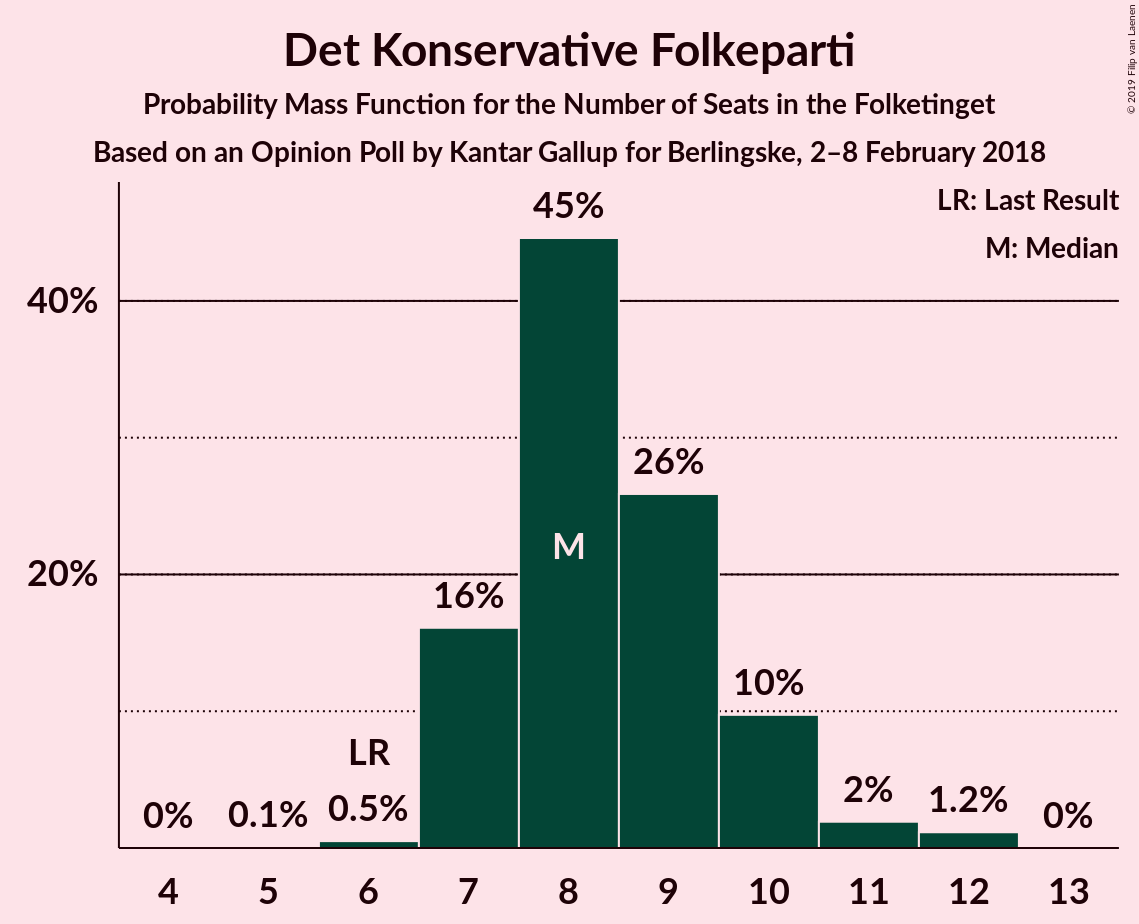 Det Konservative Folkeparti
Probability Mass Function for the Number of Seats in the Folketinget
Based on an Opinion Poll by Kantar Gallup for Berlingske, 2–8 February 2018
© 2019 Filip van Laenen
LR: Last Result
M: Median
45%
40%
26%
M
20%
16%
10%
LR
0%
0.1%
0.5%
2%
1.2%
0%
4 5 6 7 8 9 10 11 12 13